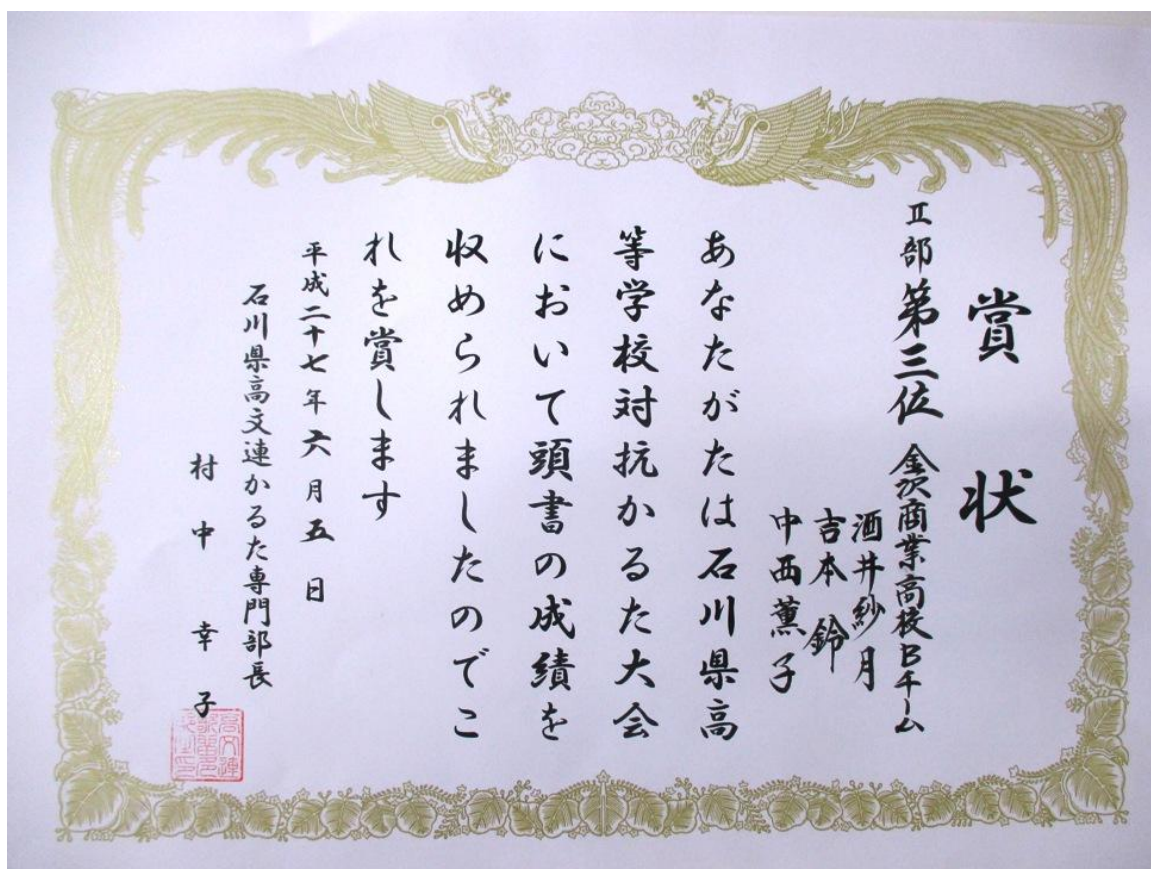 賞状
Ⅱ部 第三位 金沢商業高校Bチーム
酒井紗月
吉本 鈴
中西薫子
あなたがたは石川県高
等学校対抗かるた大会
において頭書の成績を
収められましたのでこ
れを賞します
平成二十七年六月五日
石川県高文連かるた専門部長
村中幸子